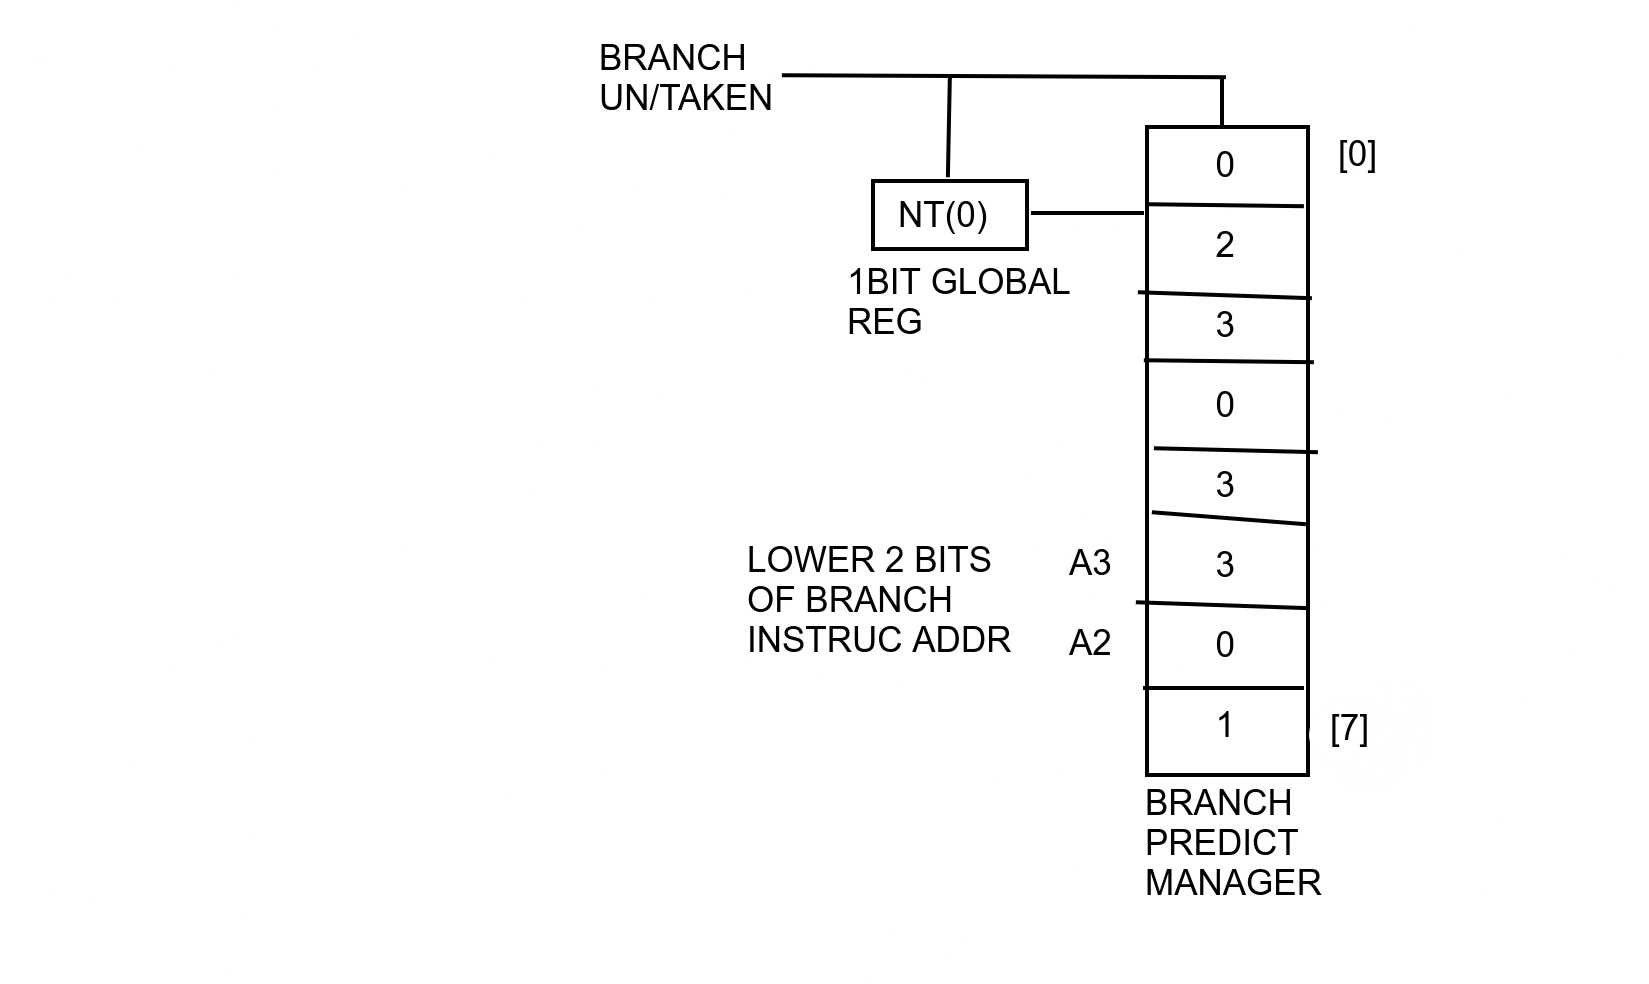 BRANCH
UN/TAKEN
[0]
0
NT(0)
2
1BIT GLOBAL
REG
3
0
3
LOWER 2 BITS
OF BRANCH
INSTRUC ADDR
A3
3
A2
0
1
[7]
BRANCH
PREDICT
MANAGER